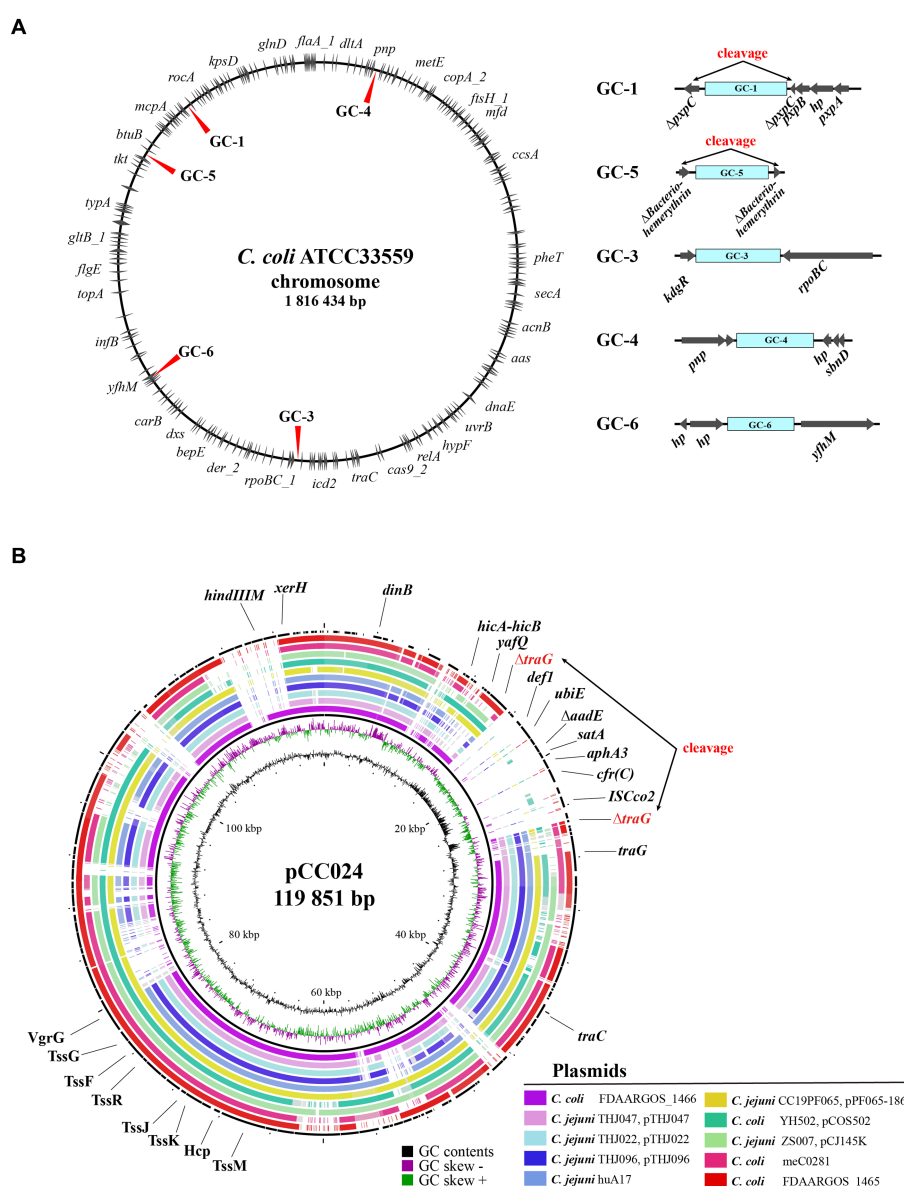 A
glnD
flaA_1
dltA
pnp
metE
copA_2
ftsH_1
mfd
ccsA
pheT
secA
acnB
aas
dnaE
uvrB
hypF
relA
cas9_2
traC
icd2
rpoBC_1
der_2
bepE
dxs
carB
yfhM
infB
topA
flgE
gltB_1
typA
tkt
btuB
mcpA
rocA
kpsD
GC-4
GC-1
GC-5
GC-6
GC-3
C. coli ATCC33559
chromosome
1 816 434 bp
cleavage
GC-1
GC-1
ΔpxpC
ΔpxpC
pxpB
hp
pxpA
cleavage
GC-5
GC-5
ΔBacterio-
hemerythrin
ΔBacterio-
hemerythrin
GC-3
GC-3
kdgR
rpoBC
GC-4
GC-4
pnp
hp
sbnD
GC-6
GC-6
hp
hp
yfhM
B
hindIIIM
xerH
dinB
hicA-hicB
yafQ
ΔtraG
def1
ubiE
ΔaadE
satA
aphA3
cfr(C)
ISCco2
ΔtraG
cleavage
traG
traC
100 kbp
20 kbp
pCC024
119 851 bp
80 kbp
40 kbp
60 kbp
VgrG
TssG
TssF
TssR
TssJ
TssK
Hcp
TssM
GC contents
GC skew -
GC skew +
Plasmids
C. coli FDAARGOS_1466
C. jejuni THJ047, pTHJ047
C. jejuni THJ022, pTHJ022
C. jejuni THJ096, pTHJ096
C. jejuni huA17
C. jejuni CC19PF065, pPF065-186
C. coli YH502, pCOS502
C. jejuni ZS007, pCJ145K
C. coli meC0281
C. coli FDAARGOS_1465